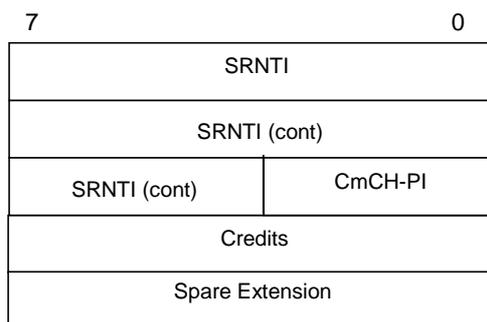 7 0
SRNTI
SRNTI (cont)
SRNTI (cont) CmCH-PI
Credits
Spare Extension